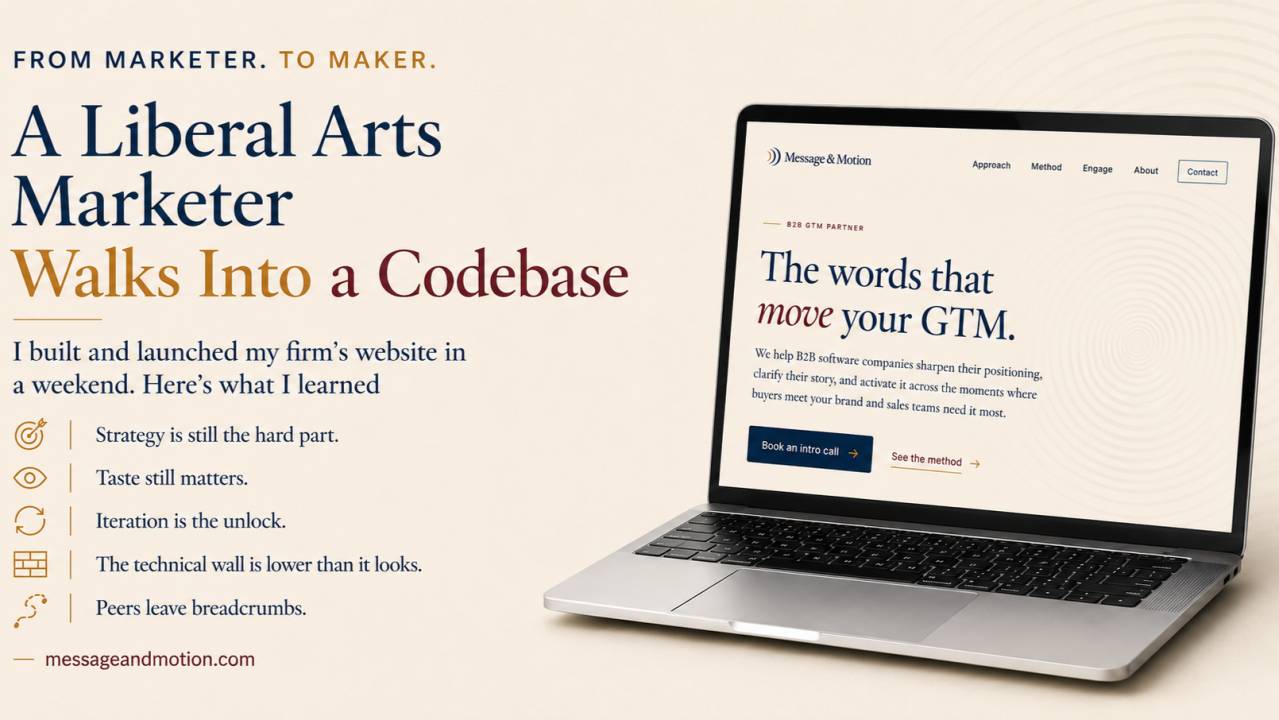 FROM MARKETER. TO MAKER.
A Liberal Arts
Marketer
Walks Into a Codebase
I built and launched my firm’s website in
a weekend. Here’s what I learned
Strategy is still the hard part.
Taste still matters.
Iteration is the unlock.
The technical wall is lower than it looks.
Peers leave breadcrumbs.
messageandmotion.com
Message & Motion
Approach Method Engage About Contact
B2B GTM PARTNER
The words that
move your GTM.
We help B2B software companies sharpen their positioning,
clarify their story, and activate it across the moments where
buyers meet your brand and sales teams need it most.
Book an intro call → See the method →